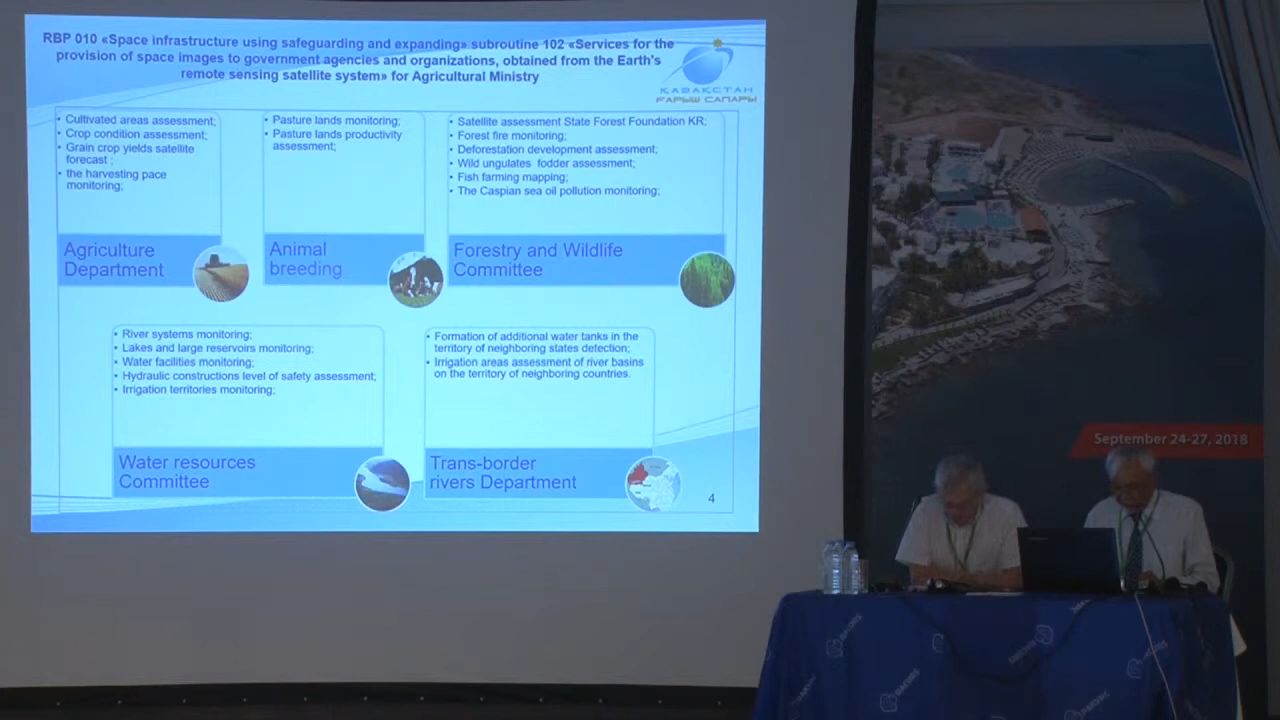 RBP 010 «Space infrastructure using safeguarding and expanding» subroutine 102 «Services for the
provision of space images to government agencies and organizations, obtained from the Earth's
remote sensing satellite system» for Agricultural Ministry
ҚАЗАҚСТАН
ҒАРЫШ САПАРЫ
• Cultivated areas assessment;
• Crop condition assessment;
• Grain crop yields satellite
forecast ;
• the harvesting pace
monitoring;
Agriculture
Department
• Pasture lands monitoring;
• Pasture lands productivity
assessment;
Animal
breeding
• Satellite assessment State Forest Foundation KR;
• Forest fire monitoring;
• Deforestation development assessment;
• Wild ungulates fodder assessment;
• Fish farming mapping;
• The Caspian sea oil pollution monitoring;
Forestry and Wildlife
Committee
• River systems monitoring;
• Lakes and large reservoirs monitoring;
• Water facilities monitoring;
• Hydraulic constructions level of safety assessment;
• Irrigation territories monitoring;
Water resources
Committee
• Formation of additional water tanks in the
territory of neighboring states detection;
• Irrigation areas assessment of river basins
on the territory of neighboring countries.
Trans-border
rivers Department
4
September 24-27, 2018